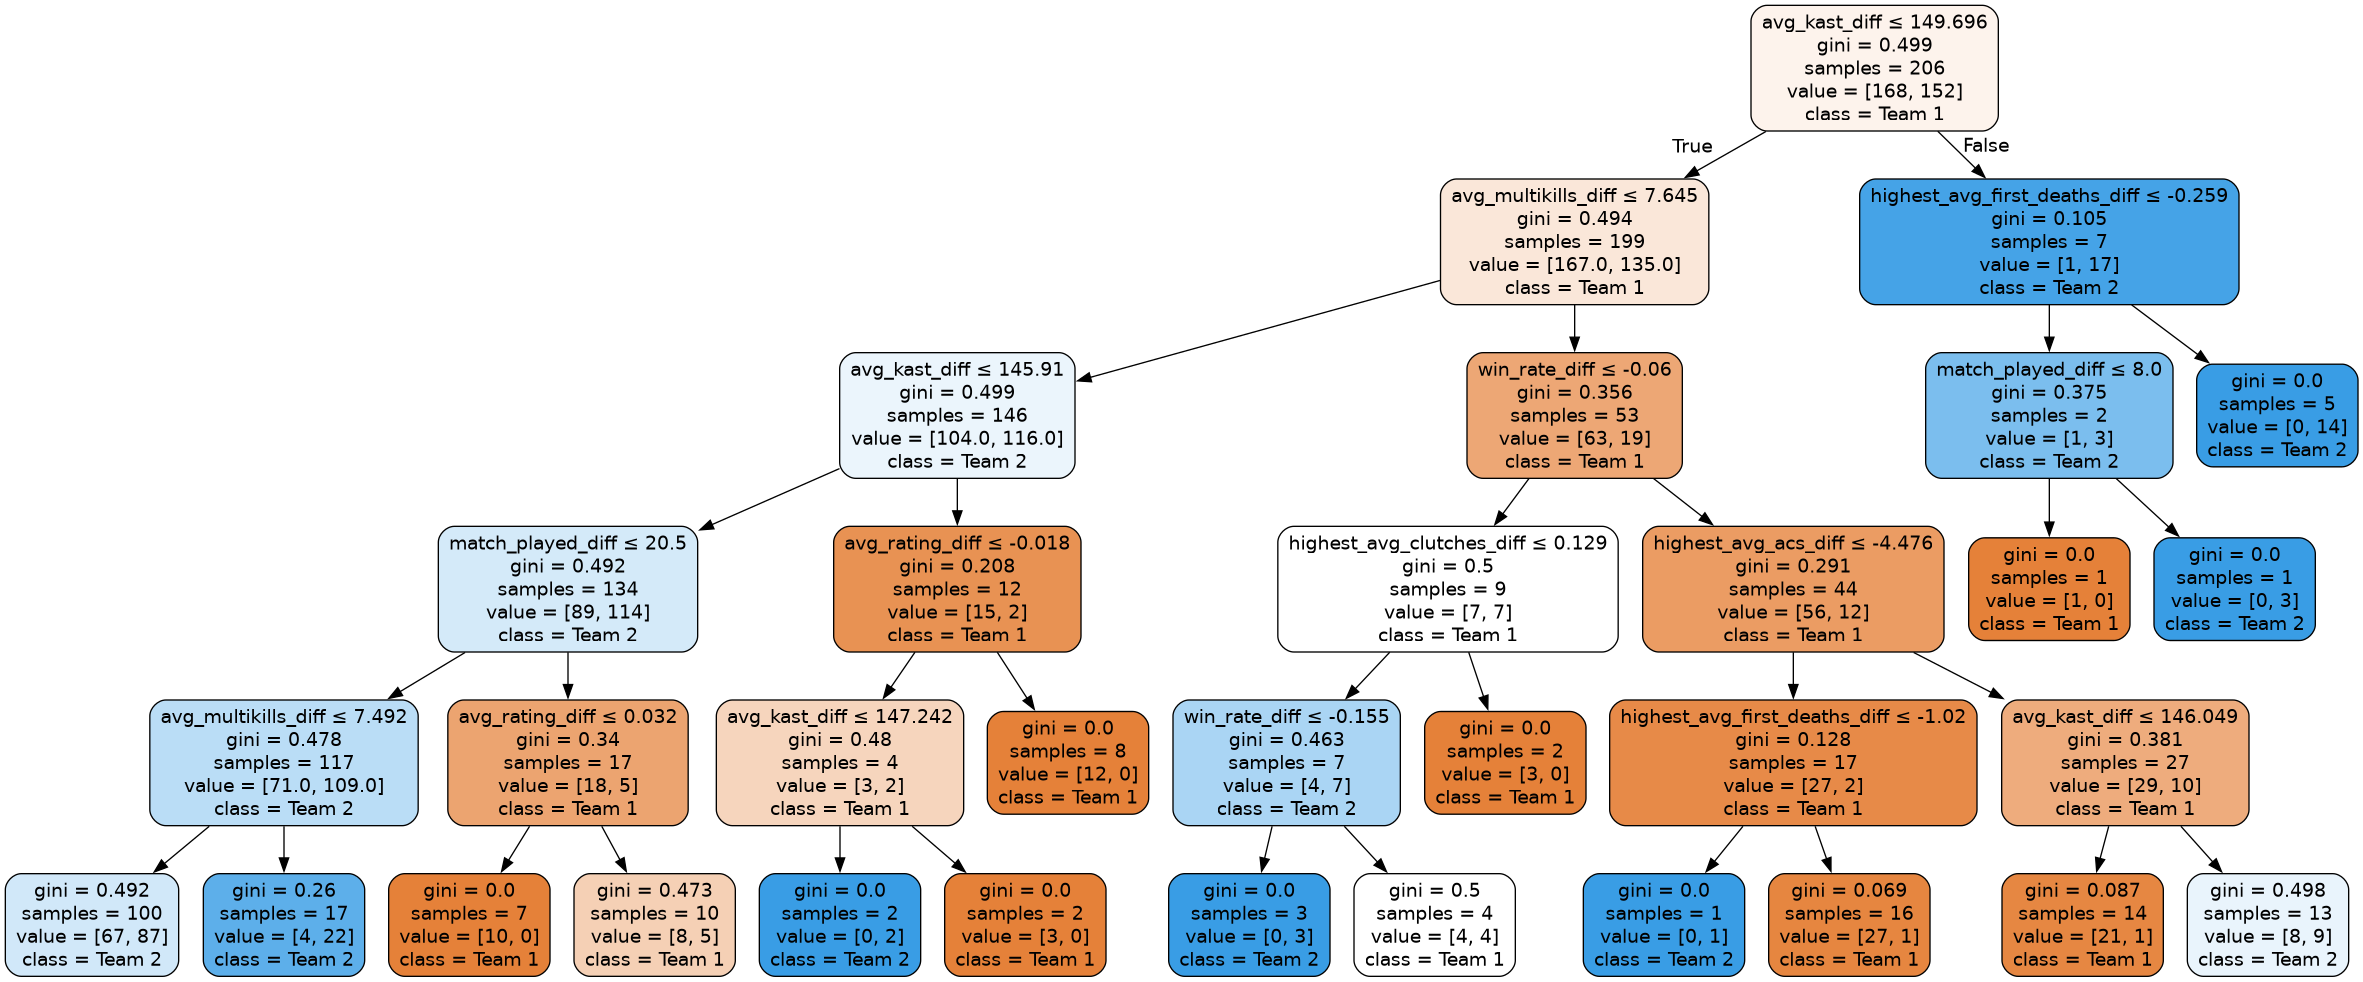 avg_kast_diff ≤ 149.696
gini = 0.499
samples = 206
value = [168, 152]
class = Team 1
True
False
avg_multikills_diff ≤ 7.645
gini = 0.494
samples = 199
value = [167.0, 135.0]
class = Team 1
highest_avg_first_deaths_diff ≤ -0.259
gini = 0.105
samples = 7
value = [1, 17]
class = Team 2
avg_kast_diff ≤ 145.91
gini = 0.499
samples = 146
value = [104.0, 116.0]
class = Team 2
win_rate_diff ≤ -0.06
gini = 0.356
samples = 53
value = [63, 19]
class = Team 1
match_played_diff ≤ 8.0
gini = 0.375
samples = 2
value = [1, 3]
class = Team 2
gini = 0.0
samples = 5
value = [0, 14]
class = Team 2
match_played_diff ≤ 20.5
gini = 0.492
samples = 134
value = [89, 114]
class = Team 2
avg_rating_diff ≤ -0.018
gini = 0.208
samples = 12
value = [15, 2]
class = Team 1
highest_avg_clutches_diff ≤ 0.129
gini = 0.5
samples = 9
value = [7, 7]
class = Team 1
highest_avg_acs_diff ≤ -4.476
gini = 0.291
samples = 44
value = [56, 12]
class = Team 1
gini = 0.0
samples = 1
value = [1, 0]
class = Team 1
gini = 0.0
samples = 1
value = [0, 3]
class = Team 2
avg_multikills_diff ≤ 7.492
gini = 0.478
samples = 117
value = [71.0, 109.0]
class = Team 2
avg_rating_diff ≤ 0.032
gini = 0.34
samples = 17
value = [18, 5]
class = Team 1
avg_kast_diff ≤ 147.242
gini = 0.48
samples = 4
value = [3, 2]
class = Team 1
gini = 0.0
samples = 8
value = [12, 0]
class = Team 1
win_rate_diff ≤ -0.155
gini = 0.463
samples = 7
value = [4, 7]
class = Team 2
gini = 0.0
samples = 2
value = [3, 0]
class = Team 1
highest_avg_first_deaths_diff ≤ -1.02
gini = 0.128
samples = 17
value = [27, 2]
class = Team 1
avg_kast_diff ≤ 146.049
gini = 0.381
samples = 27
value = [29, 10]
class = Team 1
gini = 0.492
samples = 100
value = [67, 87]
class = Team 2
gini = 0.26
samples = 17
value = [4, 22]
class = Team 2
gini = 0.0
samples = 7
value = [10, 0]
class = Team 1
gini = 0.473
samples = 10
value = [8, 5]
class = Team 1
gini = 0.0
samples = 2
value = [0, 2]
class = Team 2
gini = 0.0
samples = 2
value = [3, 0]
class = Team 1
gini = 0.0
samples = 3
value = [0, 3]
class = Team 2
gini = 0.5
samples = 4
value = [4, 4]
class = Team 1
gini = 0.0
samples = 1
value = [0, 1]
class = Team 2
gini = 0.069
samples = 16
value = [27, 1]
class = Team 1
gini = 0.087
samples = 14
value = [21, 1]
class = Team 1
gini = 0.498
samples = 13
value = [8, 9]
class = Team 2